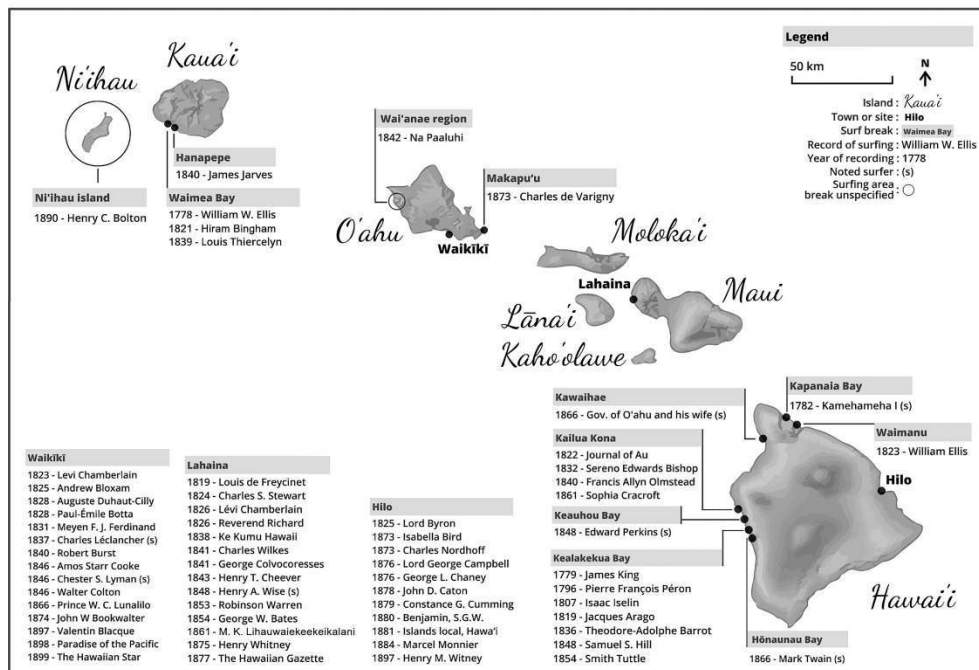 Legend
50 km
N
Island : Kaua'i
Town or site : Hilo
Surf break : Waimea Bay
Record of surfing : William W. Ellis
Year of recording : 1778
Noted surfer : (s)
Surfing area
break unspecified :
Ni'ihau
Kaua'i
Hanapepe
1840 - James Jarves
Ni'ihau island
1890 - Henry C. Bolton
Waimea Bay
1778 - William W. Ellis
1821 - Hiram Bingham
1839 - Louis Thiercelyn
Wai'anae region
1842 - Na Paaluhi
Makapu'u
1873 - Charles de Varigny
O'ahu
Waikīkī
Moloka'i
Lahaina
Maui
Lāna'i
Kaho'olawe
Kawaihae
1866 - Gov. of O'ahu and his wife (s)
Kapanaia Bay
1782 - Kamehameha I (s)
Waimanu
1823 - William Ellis
Kailua Kona
1822 - Journal of Au
1832 - Sereno Edwards Bishop
1840 - Francis Allyn Olmstead
1861 - Sophia Cracroft
Hilo
Keauhou Bay
1848 - Edward Perkins (s)
Kealakekua Bay
1779 - James King
1796 - Pierre François Péron
1807 - Isaac Iselin
1819 - Jacques Arago
1836 - Theodore-Adolphe Barrot
1848 - Samuel S. Hill
1854 - Smith Tuttle
Hawai'i
Hōnaunau Bay
1866 - Mark Twain (s)
Waikīkī
1823 - Levi Chamberlain
1825 - Andrew Bloxam
1828 - Auguste Duhaut-Cilly
1828 - Paul-Émile Botta
1831 - Meyen F. J. Ferdinand
1837 - Charles Léclancher (s)
1840 - Robert Burst
1846 - Amos Starr Cooke
1846 - Chester S. Lyman (s)
1846 - Walter Colton
1866 - Prince W. C. Lunalilo
1874 - John W Bookwalter
1897 - Valentin Blacque
1898 - Paradise of the Pacific
1899 - The Hawaiian Star
Lahaina
1819 - Louis de Freycinet
1824 - Charles S. Stewart
1826 - Lévi Chamberlain
1826 - Reverend Richard
1838 - Ke Kumu Hawaii
1841 - Charles Wilkes
1841 - George Colvocoresses
1843 - Henry T. Cheever
1848 - Henry A. Wise (s)
1853 - Robinson Warren
1854 - George W. Bates
1861 - M. K. Lihauwaiekeekeikalani
1875 - Henry Whitney
1877 - The Hawaiian Gazette
Hilo
1825 - Lord Byron
1873 - Isabella Bird
1873 - Charles Nordhoff
1876 - Lord George Campbell
1876 - George L. Chaney
1878 - John D. Caton
1879 - Constance G. Cumming
1880 - Benjamin, S.G.W.
1881 - Islands local, Hawa'i
1884 - Marcel Monnier
1897 - Henry M. Witney